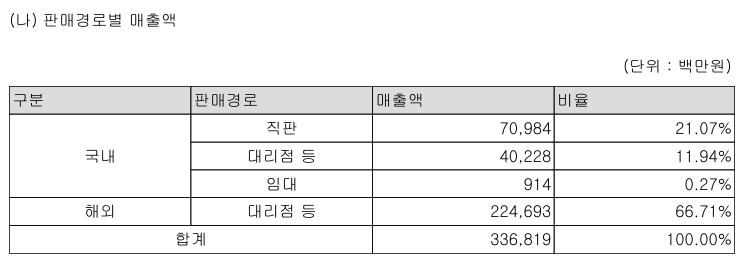 (나) 판매경로별 매출액
(단위 : 백만원)
구분 판매경로 매출액 비율
국내 직판 70,984 21.07%
대리점 등 40,228 11.94%
임대 914 0.27%
해외 대리점 등 224,693 66.71%
합계 336,819 100.00%